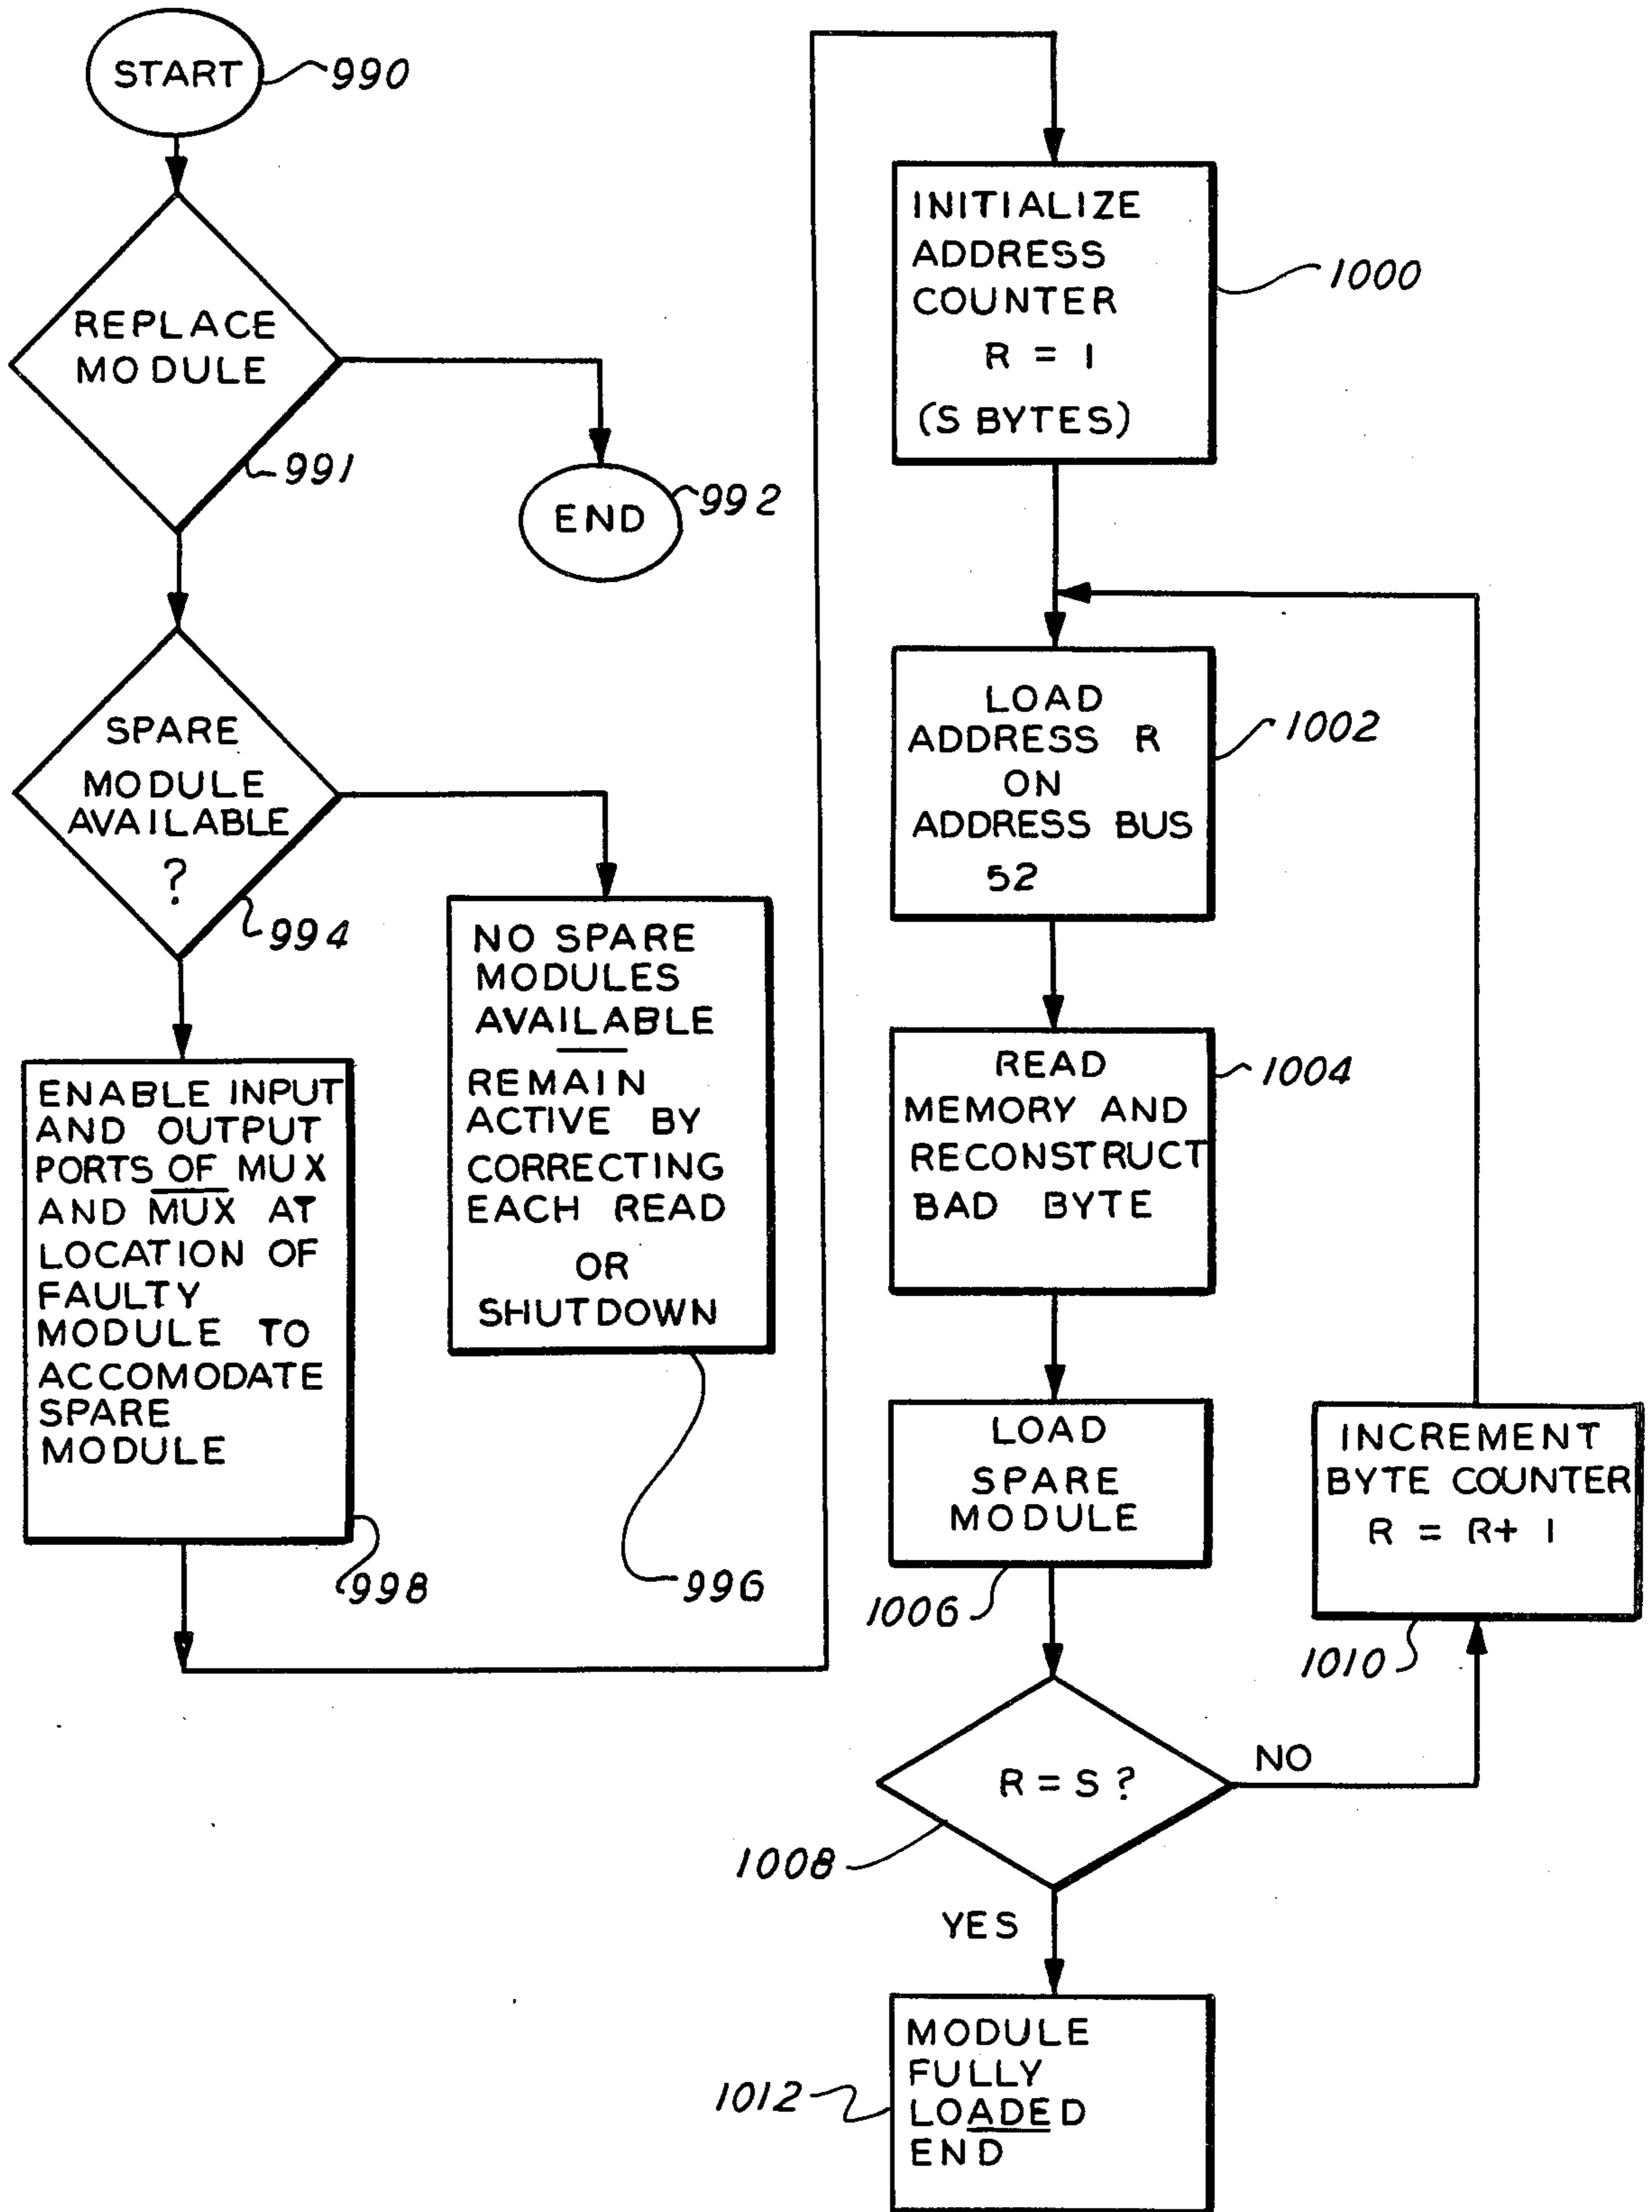 START
990
REPLACE
MODULE
991
END
992
SPARE
MODULE
AVAILABLE
?
994
NO SPARE
MODULES
AVAILABLE
REMAIN
ACTIVE BY
CORRECTING
EACH READ
OR
SHUTDOWN
996
ENABLE INPUT
AND OUTPUT
PORTS OF MUX
AND MUX AT
LOCATION OF
FAULTY
MODULE TO
ACCOMODATE
SPARE
MODULE
998
INITIALIZE
ADDRESS
COUNTER
R = 1
(S BYTES)
1000
LOAD
ADDRESS R
ON
ADDRESS BUS
52
1002
READ
MEMORY AND
RECONSTRUCT
BAD BYTE
1004
LOAD
SPARE
MODULE
1006
R = S ?
1008
NO
INCREMENT
BYTE COUNTER
R = R+ 1
1010
YES
MODULE
FULLY
LOADED
END
1012